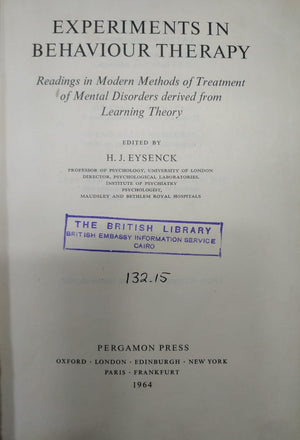 EXPERIMENTS IN
BEHAVIOUR THERAPY
Readings in Modern Methods of Treatment
of Mental Disorders derived from
Learning Theory
EDITED BY
H. J. EYSENCK
PROFESSOR OF PSYCHOLOGY, UNIVERSITY OF LONDON
DIRECTOR, PSYCHOLOGICAL LABORATORIES,
INSTITUTE OF PSYCHIATRY
PSYCHOLOGIST,
MAUDSLEY AND BETHLEM ROYAL HOSPITALS
THE BRITISH LIBRARY
BRITISH EMBASSY INFORMATION SERVICE
CAIRO
132.15
PERGAMON PRESS
OXFORD · LONDON · EDINBURGH · NEW YORK
PARIS · FRANKFURT
1964